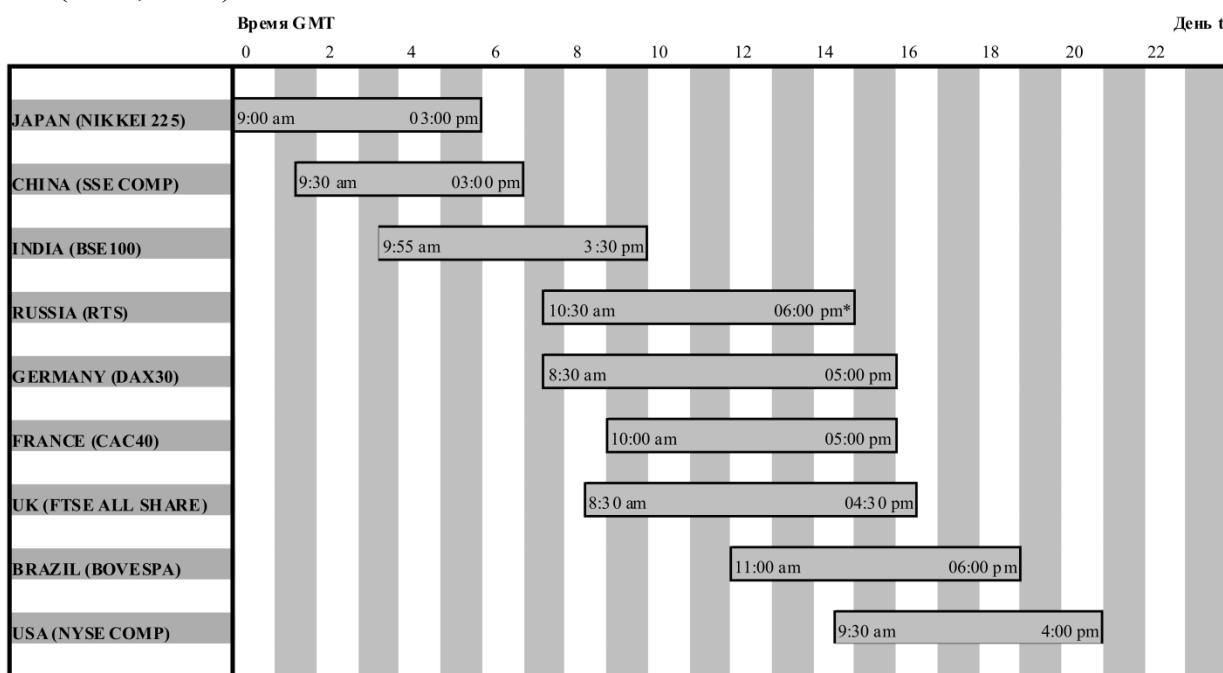 Время GMT День t
0 2 4 6 8 10 12 14 16 18 20 22
JAPAN (NIKKEI 225) 9:00 am 03:00 pm
CHINA (SSE COMP) 9:30 am 03:00 pm
INDIA (BSE100) 9:55 am 3:30 pm
RUSSIA (RTS) 10:30 am 06:00 pm*
GERMANY (DAX30) 8:30 am 05:00 pm
FRANCE (CAC40) 10:00 am 05:00 pm
UK (FTSE ALL SHARE) 8:30 am 04:30 pm
BRAZIL (BOVESPA) 11:00 am 06:00 pm
USA (NYSE COMP) 9:30 am 4:00 pm